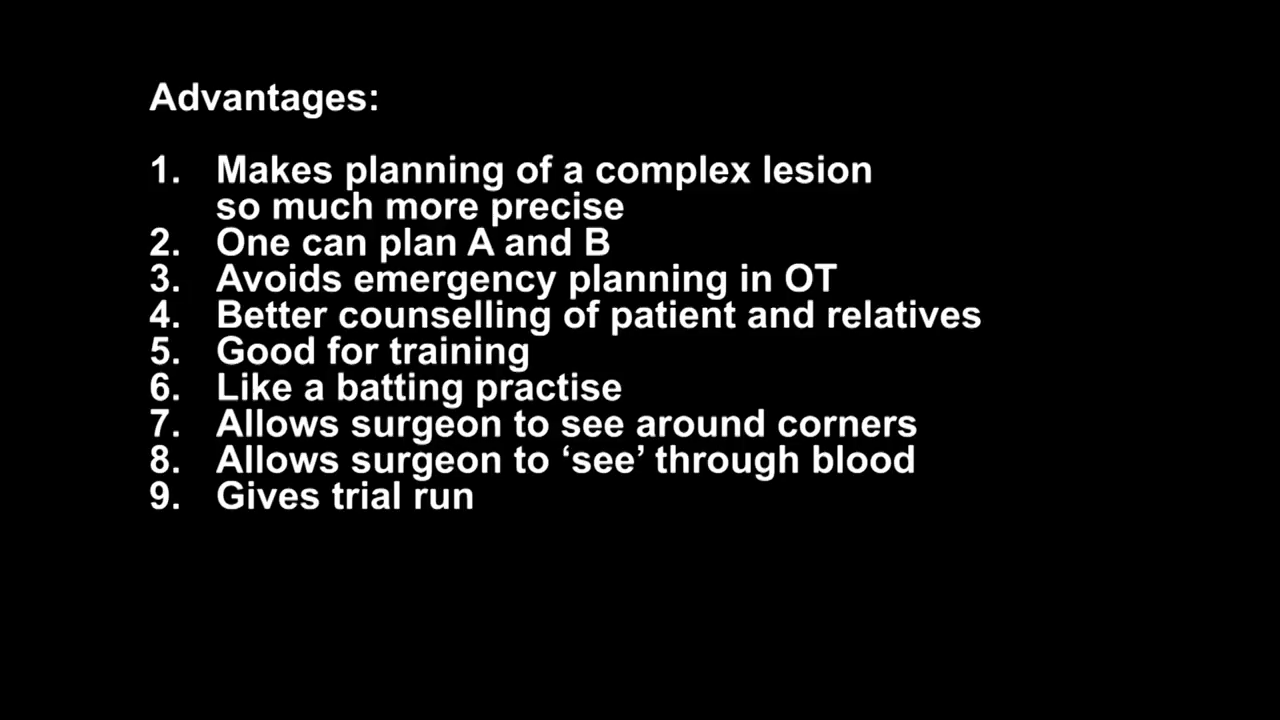 Advantages:
1. Makes planning of a complex lesion
so much more precise
2. One can plan A and B
3. Avoids emergency planning in OT
4. Better counselling of patient and relatives
5. Good for training
6. Like a batting practise
7. Allows surgeon to see around corners
8. Allows surgeon to ‘see’ through blood
9. Gives trial run